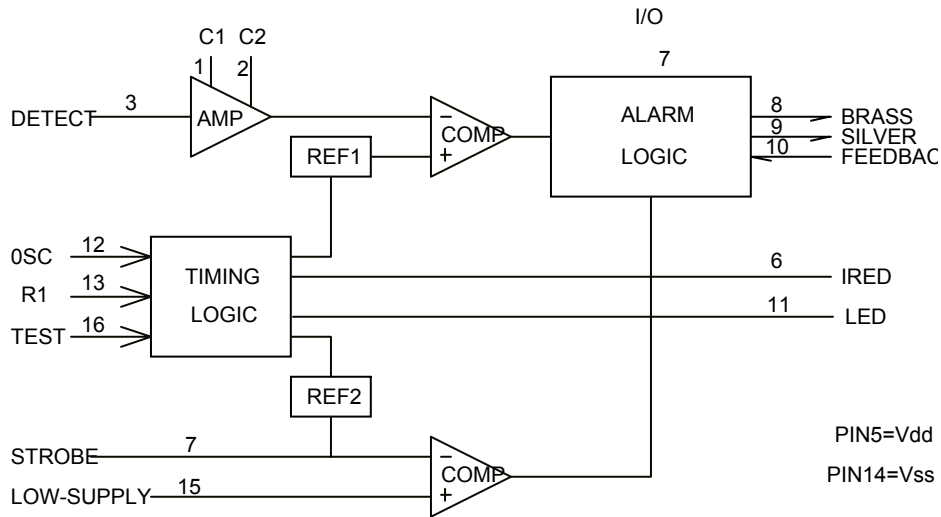 I/O
C1 C2
7
1
2
DETECT 3
AMP
− COMP +
REF1
ALARM
LOGIC
8 BRASS
9 SILVER
10 FEEDBAC
0SC 12
R1 13
TEST 16
TIMING
LOGIC
6 IRED
11 LED
REF2
STROBE 7
LOW-SUPPLY 15
− COMP +
PIN5=Vdd
PIN14=Vss